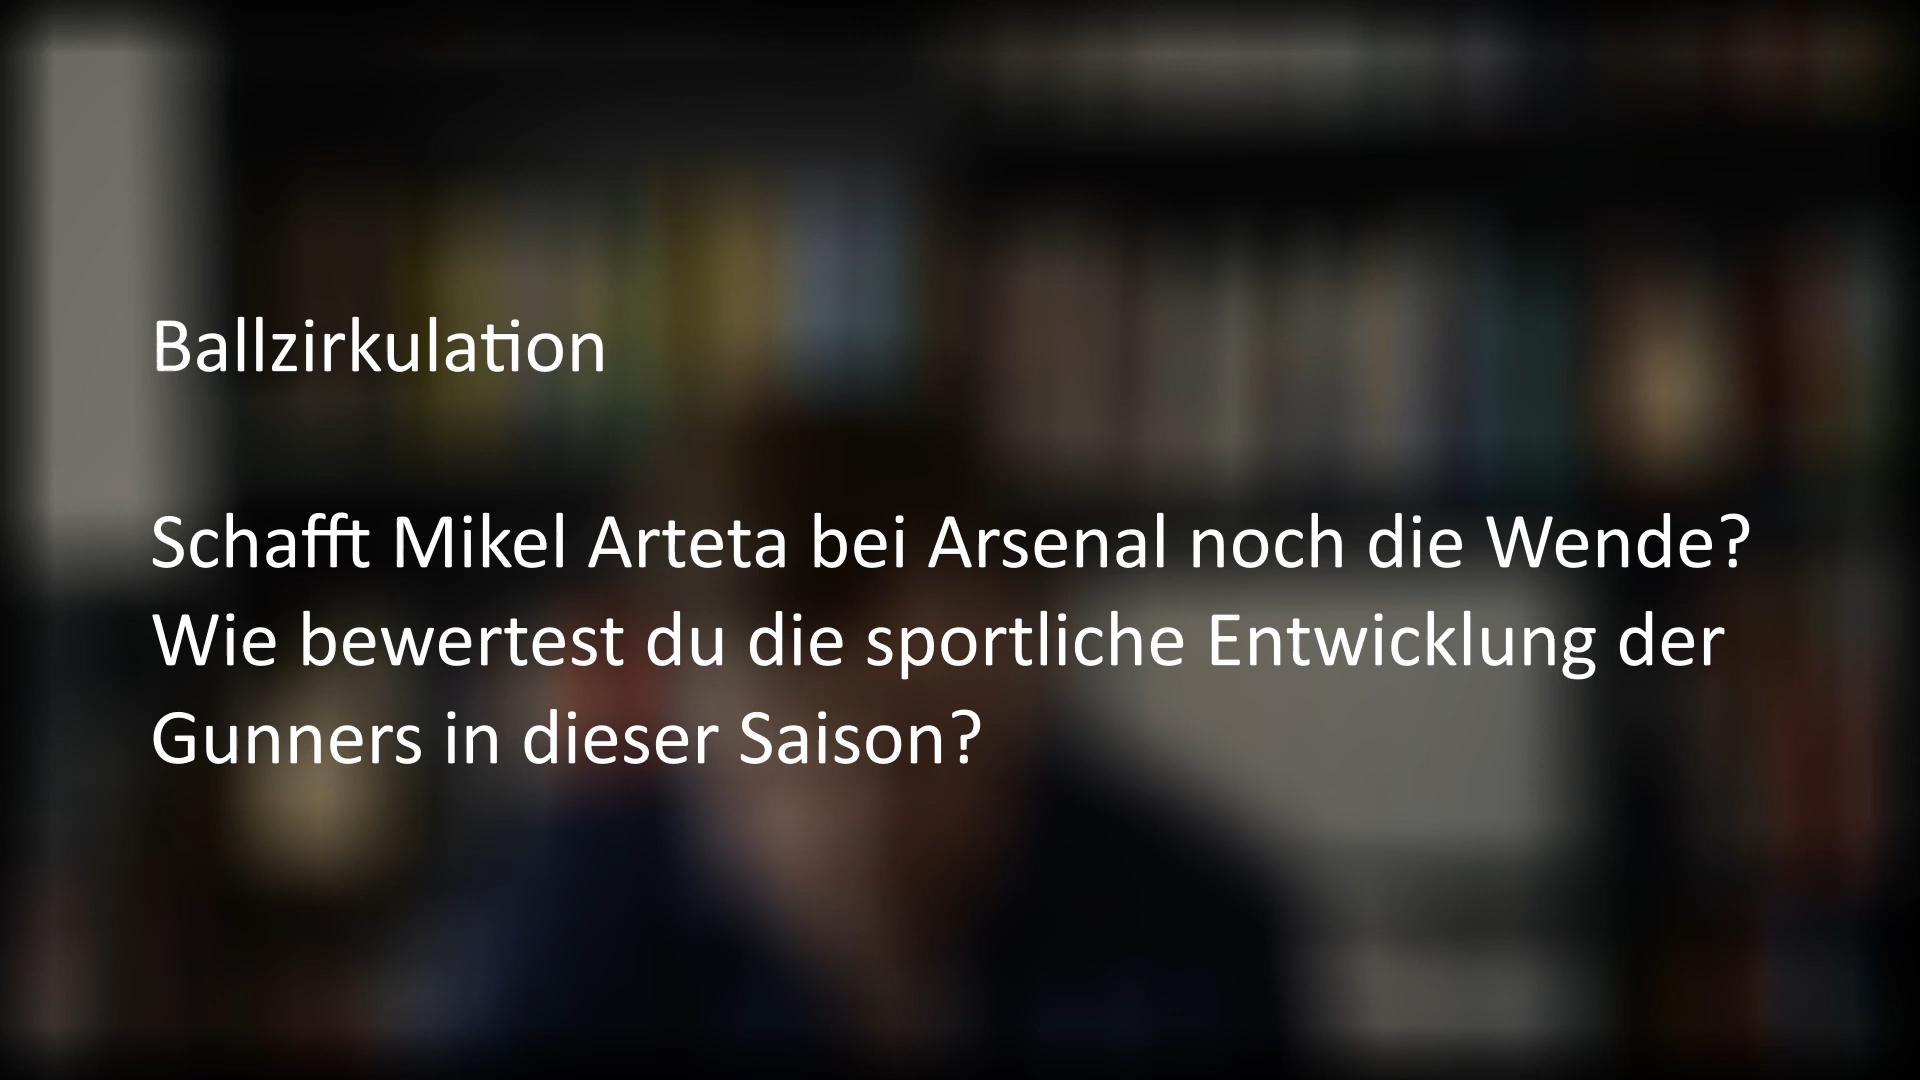 Ballzirkulation
Schafft Mikel Arteta bei Arsenal noch die Wende?
Wie bewertest du die sportliche Entwicklung der
Gunners in dieser Saison?